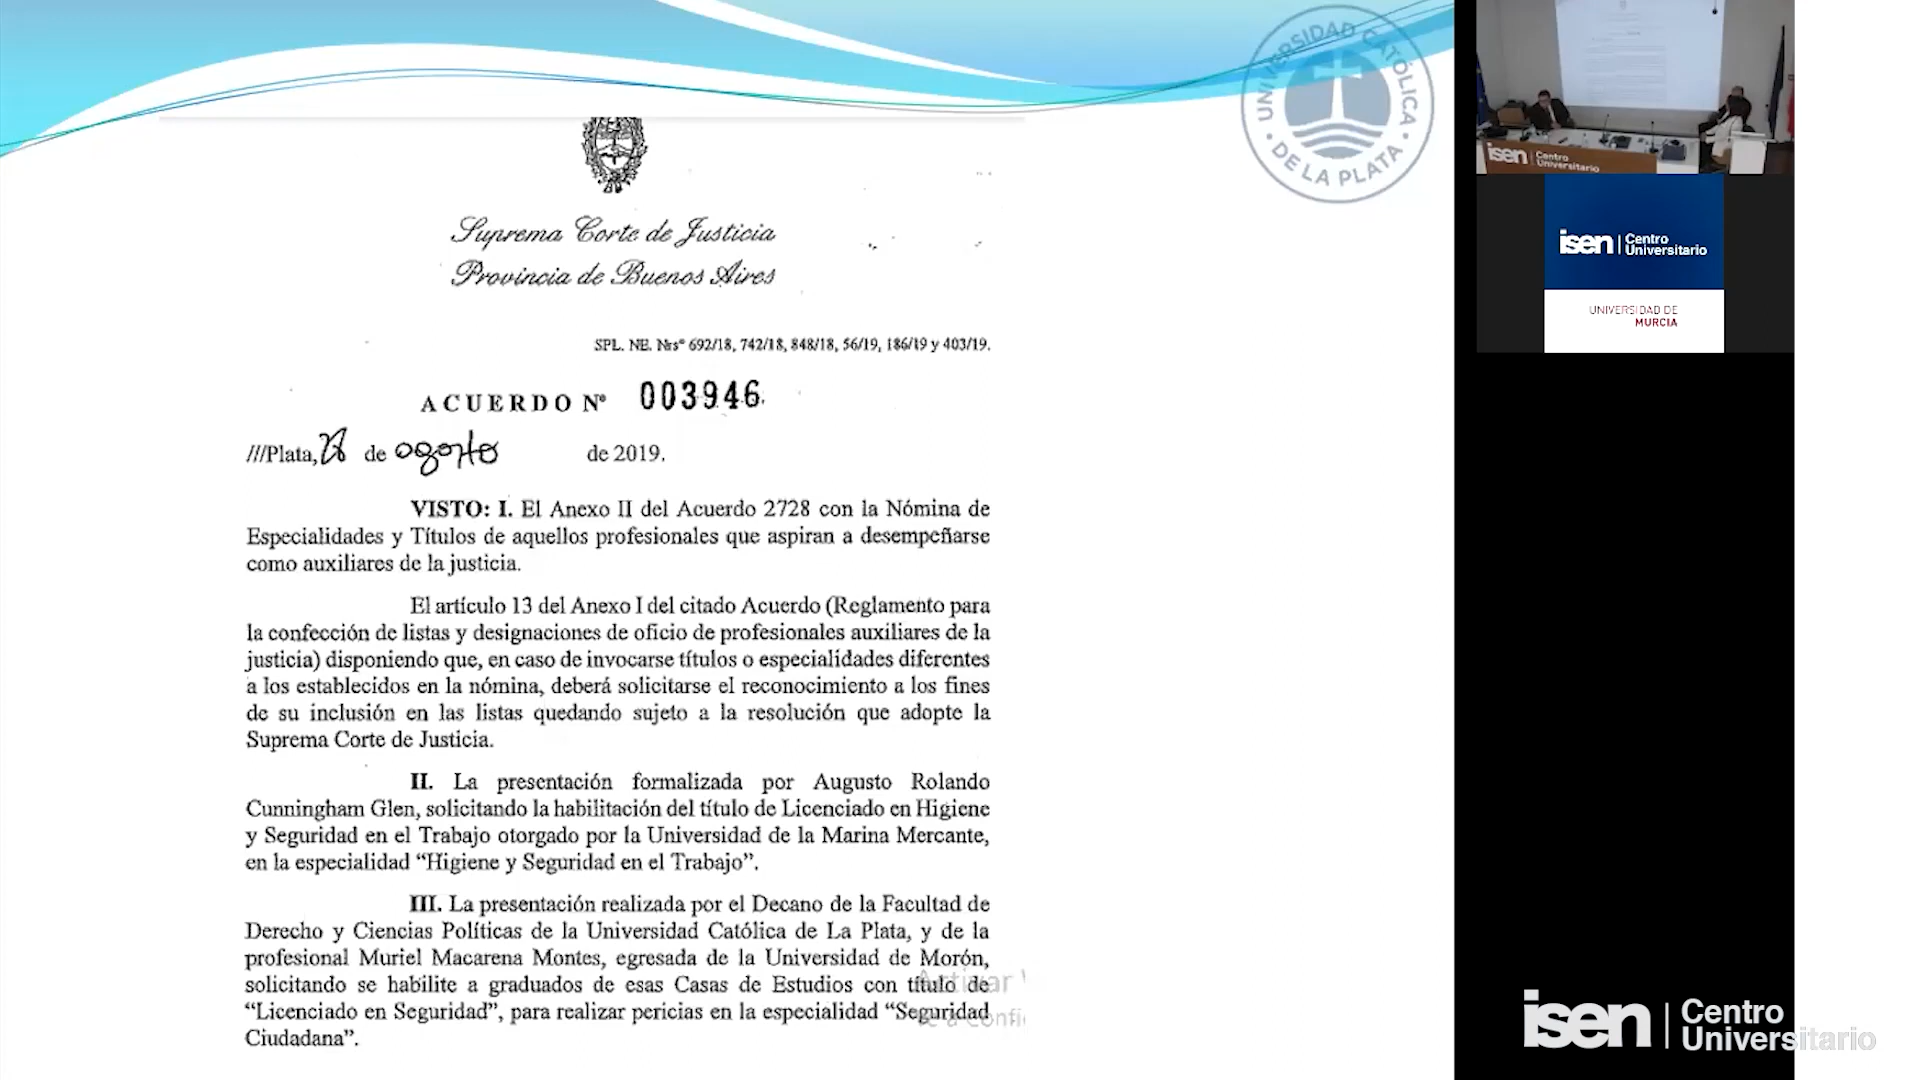 UNIVERSIDAD CATÓLICA
DE LA PLATA
Suprema Corte de Justicia
Provincia de Buenos Aires
SPL. NE. Nrsº 692/18, 742/18, 848/18, 56/19, 186/19 y 403/19.
ACUERDO Nº 003946
///Plata, de agosto de 2019.
VISTO: I. El Anexo II del Acuerdo 2728 con la Nómina de
Especialidades y Títulos de aquellos profesionales que aspiran a desempeñarse
como auxiliares de la justicia.
El artículo 13 del Anexo I del citado Acuerdo (Reglamento para
la confección de listas y designaciones de oficio de profesionales auxiliares de la
justicia) disponiendo que, en caso de invocarse títulos o especialidades diferentes
a los establecidos en la nómina, deberá solicitarse el reconocimiento a los fines
de su inclusión en las listas quedando sujeto a la resolución que adopte la
Suprema Corte de Justicia.
II. La presentación formalizada por Augusto Rolando
Cunningham Glen, solicitando la habilitación del título de Licenciado en Higiene
y Seguridad en el Trabajo otorgado por la Universidad de la Marina Mercante,
en la especialidad “Higiene y Seguridad en el Trabajo”.
III. La presentación realizada por el Decano de la Facultad de
Derecho y Ciencias Políticas de la Universidad Católica de La Plata, y de la
profesional Muriel Macarena Montes, egresada de la Universidad de Morón,
solicitando se habilite a graduados de esas Casas de Estudios con título de
“Licenciado en Seguridad”, para realizar pericias en la especialidad “Seguridad
Ciudadana”.
Activar
isen Centro
Universitario
isen Centro
Universitario
UNIVERSIDAD DE
MURCIA
isen Centro
Universitario